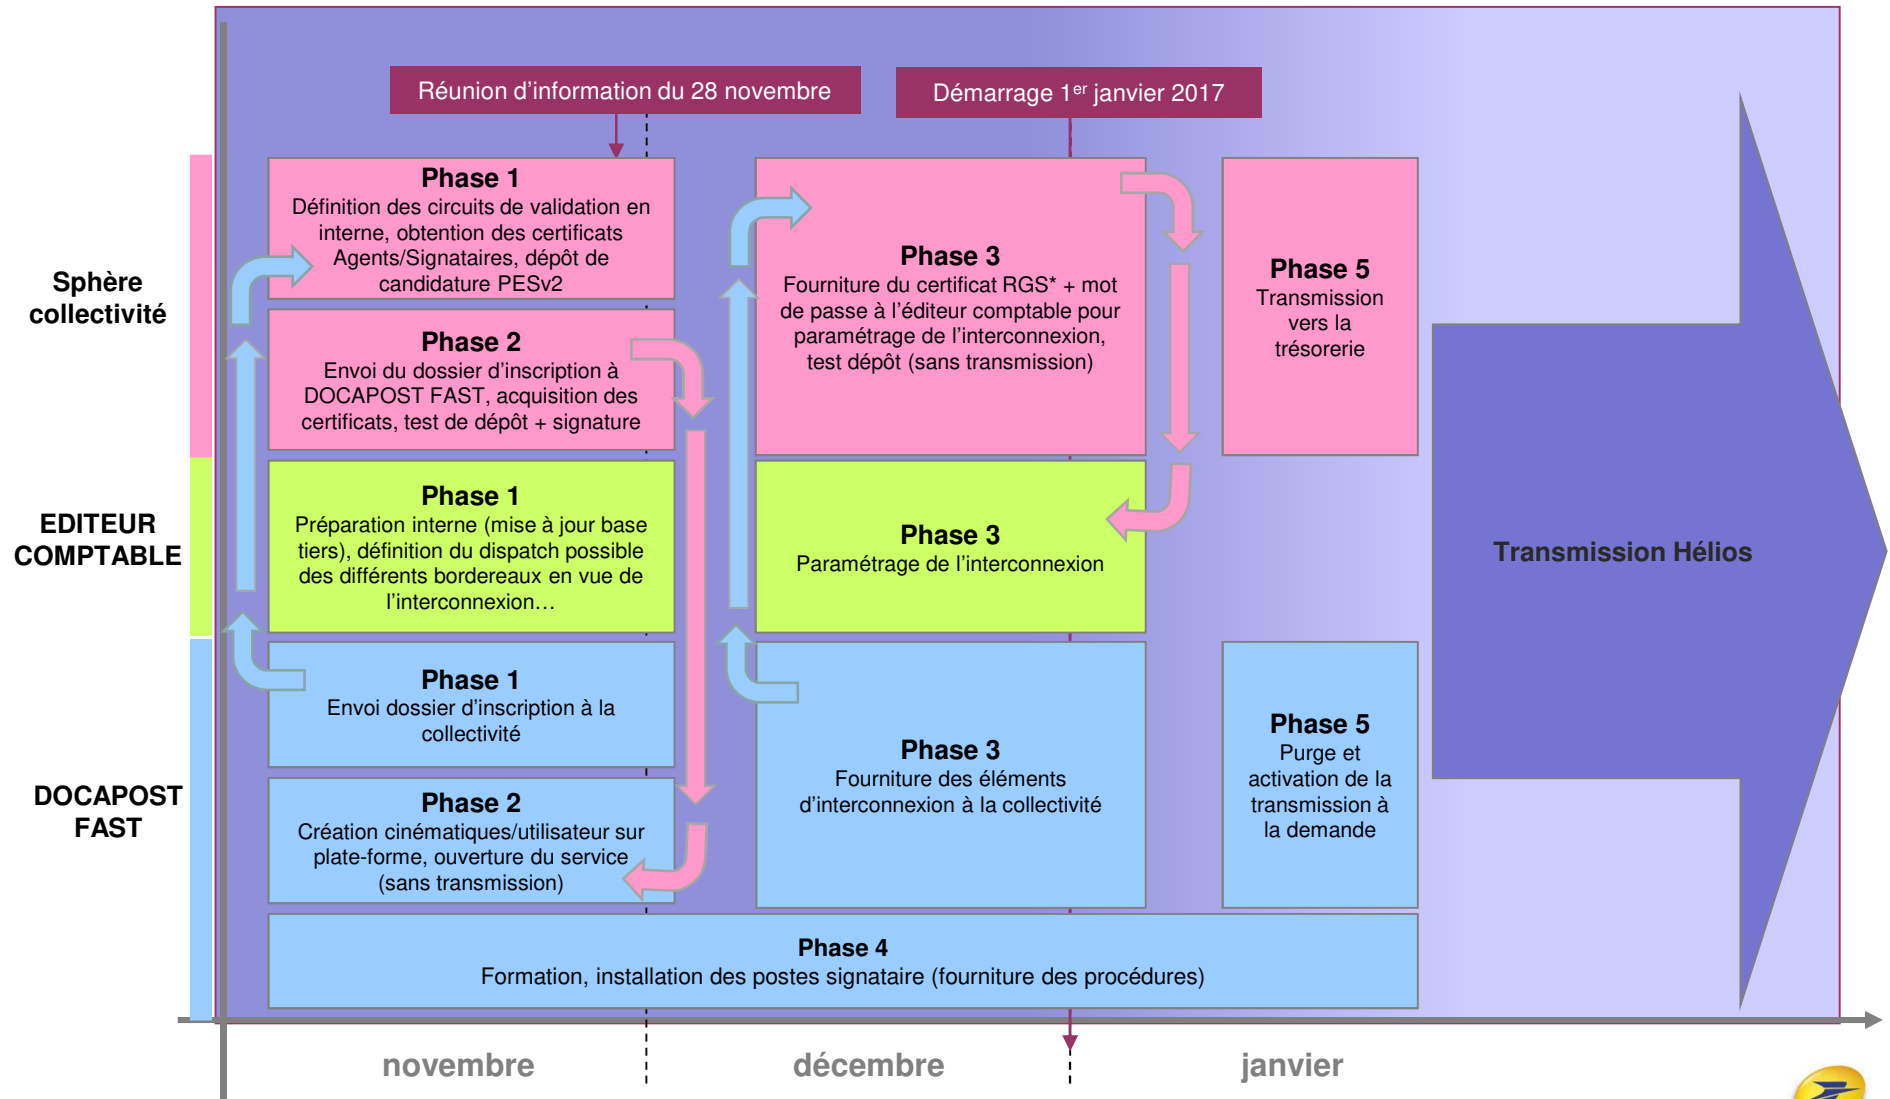 Réunion d'information du 28 novembre
Démarrage 1er janvier 2017
Sphère
collectivité
Phase 1
Définition des circuits de validation en
interne, obtention des certificats
Agents/Signataires, dépôt de
candidature PESv2
Phase 2
Envoi du dossier d'inscription à
DOCAPOST FAST, acquisition des
certificats, test de dépôt + signature
Phase 3
Fourniture du certificat RGS* + mot
de passe à l'éditeur comptable pour
paramétrage de l'interconnexion,
test dépôt (sans transmission)
Phase 5
Transmission
vers la
trésorerie
EDITEUR
COMPTABLE
Phase 1
Préparation interne (mise à jour base
tiers), définition du dispatch possible
des différents bordereaux en vue de
l'interconnexion…
Phase 3
Paramétrage de l'interconnexion
Transmission Hélios
DOCAPOST
FAST
Phase 1
Envoi dossier d'inscription à la
collectivité
Phase 2
Création cinématiques/utilisateur sur
plate-forme, ouverture du service
(sans transmission)
Phase 3
Fourniture des éléments
d'interconnexion à la collectivité
Phase 5
Purge et
activation de la
transmission à
la demande
Phase 4
Formation, installation des postes signataire (fourniture des procédures)
novembre
décembre
janvier